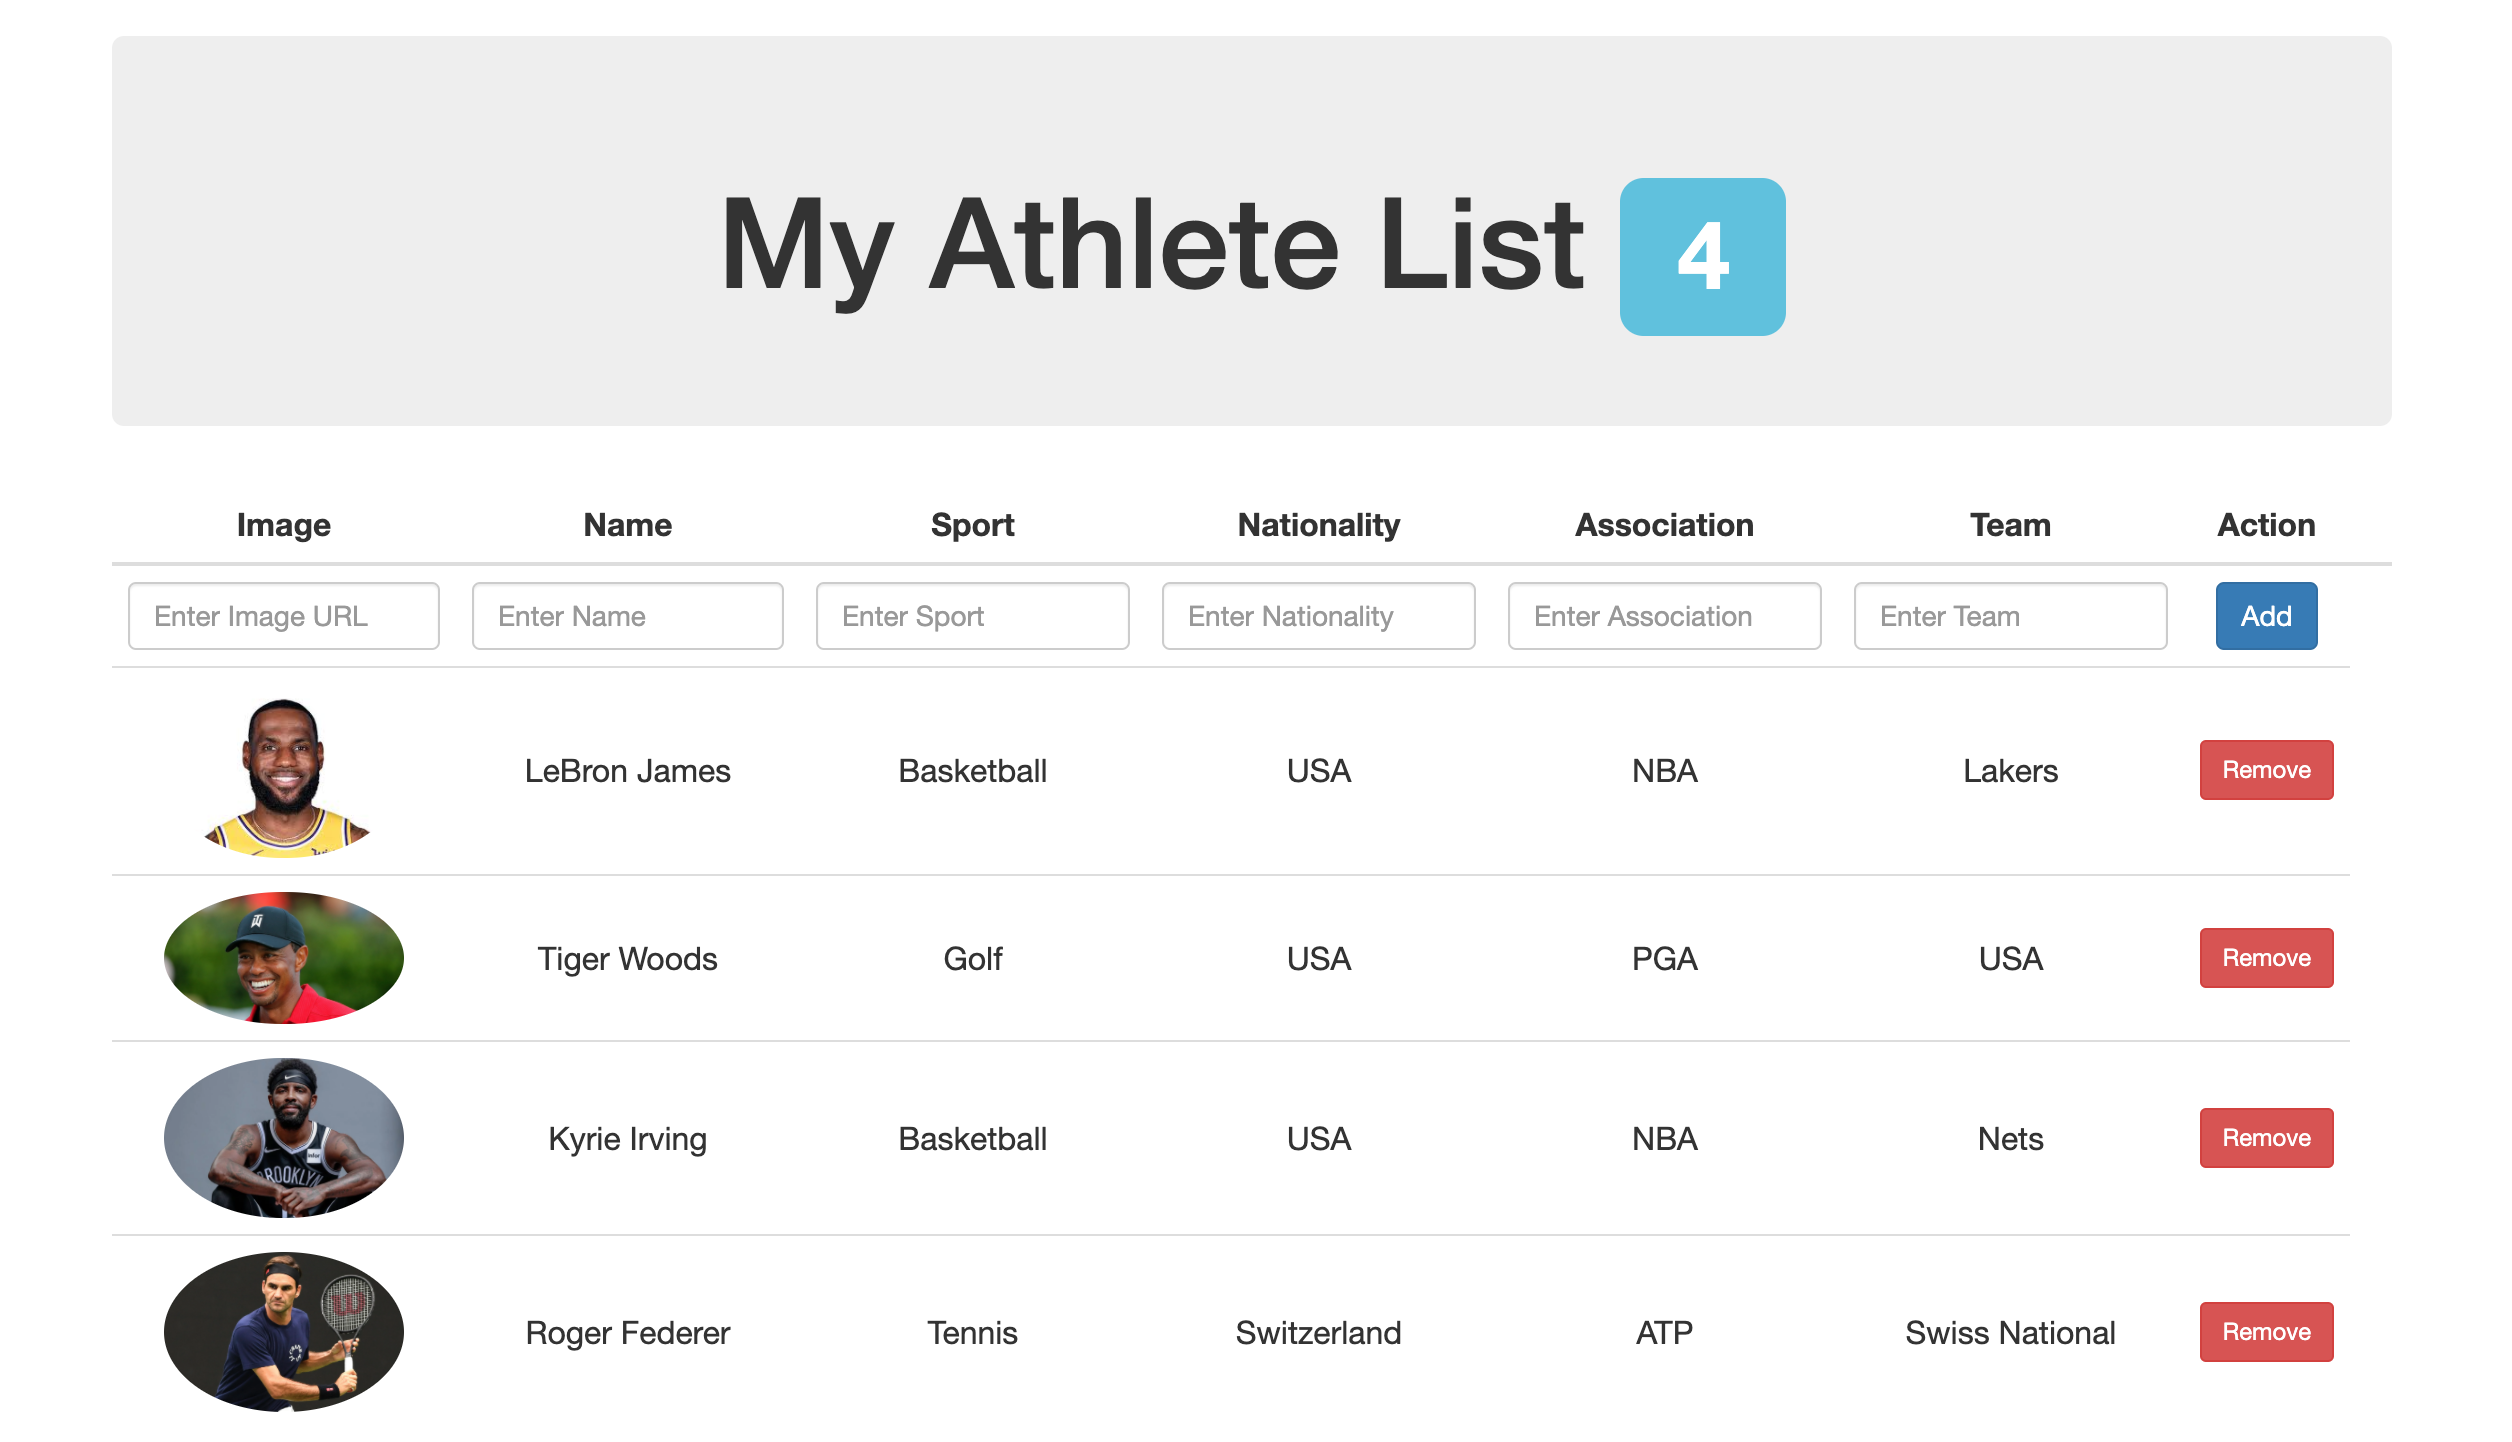 My Athlete List 4
Image Name Sport Nationality Association Team Action
Enter Image URL Enter Name Enter Sport Enter Nationality Enter Association Enter Team Add
LeBron James Basketball USA NBA Lakers Remove
TW
Tiger Woods Golf USA PGA USA Remove
BROOKLYN
Kyrie Irving Basketball USA NBA Nets Remove
W
Roger Federer Tennis Switzerland ATP Swiss National Remove